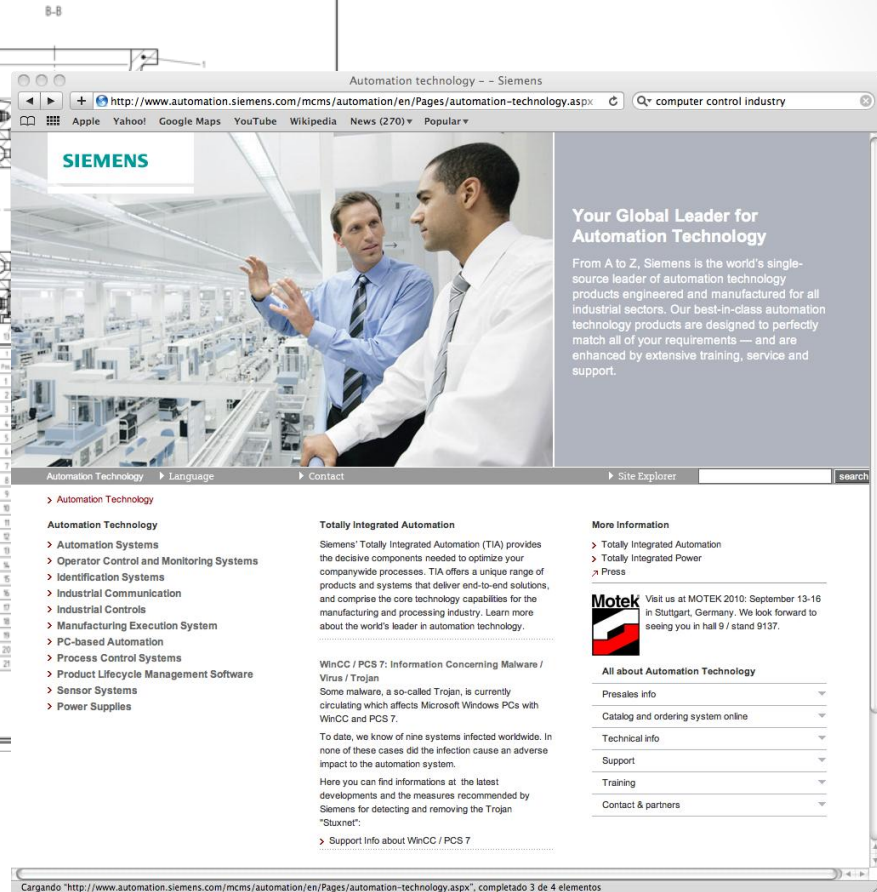 B-B
1
Automation technology – – Siemens
http://www.automation.siemens.com/mcms/automation/en/Pages/automation-technology.aspx
computer control industry
Apple Yahoo! Google Maps YouTube Wikipedia News (270) Popular
SIEMENS
Your Global Leader for
Automation Technology
From A to Z, Siemens is the world's single-
source leader of automation technology
products engineered and manufactured for all
industrial sectors. Our best-in-class automation
technology products are designed to perfectly
match all of your requirements — and are
enhanced by extensive training, service and
support.
Automation Technology Language Contact Site Explorer search
Automation Technology
Automation Technology
Automation Systems
Operator Control and Monitoring Systems
Identification Systems
Industrial Communication
Industrial Controls
Manufacturing Execution System
PC-based Automation
Process Control Systems
Product Lifecycle Management Software
Sensor Systems
Power Supplies
Totally Integrated Automation
Siemens' Totally Integrated Automation (TIA) provides
the decisive components needed to optimize your
companywide processes. TIA offers a unique range of
products and systems that deliver end-to-end solutions,
and comprise the core technology capabilities for the
manufacturing and processing industry. Learn more
about the world's leader in automation technology.
WinCC / PCS 7: Information Concerning Malware /
Virus / Trojan
Some malware, a so-called Trojan, is currently
circulating which affects Microsoft Windows PCs with
WinCC and PCS 7.
To date, we know of nine systems infected worldwide. In
none of these cases did the infection cause an adverse
impact to the automation system.
Here you can find informations at the latest
developments and the measures recommended by
Siemens for detecting and removing the Trojan
"Stuxnet":
Support Info about WinCC / PCS 7
More Information
Totally Integrated Automation
Totally Integrated Power
Press
Motek
Visit us at MOTEK 2010: September 13-16
in Stuttgart, Germany. We look forward to
seeing you in hall 9 / stand 9137.
All about Automation Technology
Presales info
Catalog and ordering system online
Technical info
Support
Training
Contact & partners
Cargando "http://www.automation.siemens.com/mcms/automation/en/Pages/automation-technology.aspx", completado 3 de 4 elementos